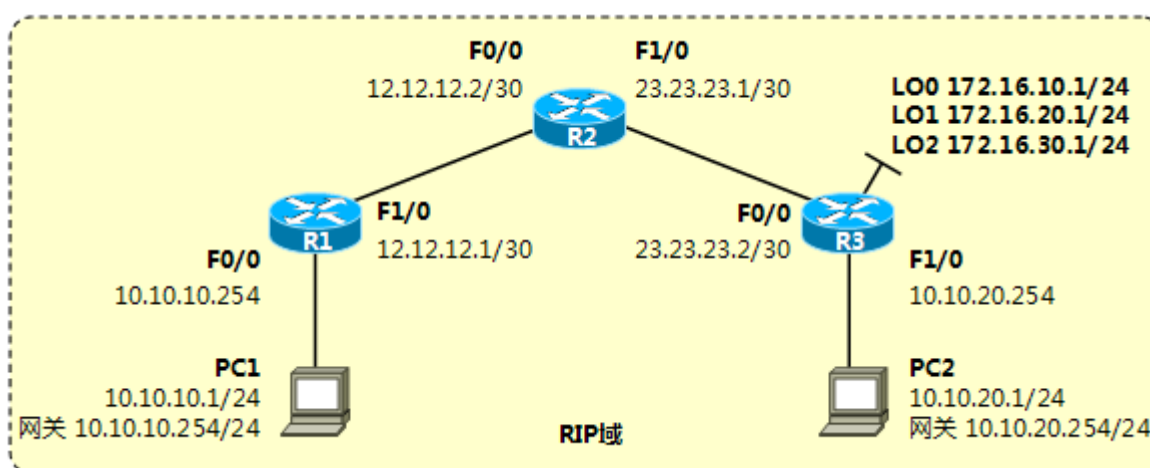 F0/0
12.12.12.2/30
F1/0
23.23.23.1/30
LO0 172.16.10.1/24
LO1 172.16.20.1/24
LO2 172.16.30.1/24
R2
R1
F1/0
12.12.12.1/30
F0/0
23.23.23.2/30
R3
F0/0
10.10.10.254
F1/0
10.10.20.254
PC1
10.10.10.1/24
网关 10.10.10.254/24
PC2
10.10.20.1/24
网关 10.10.20.254/24
RIP域